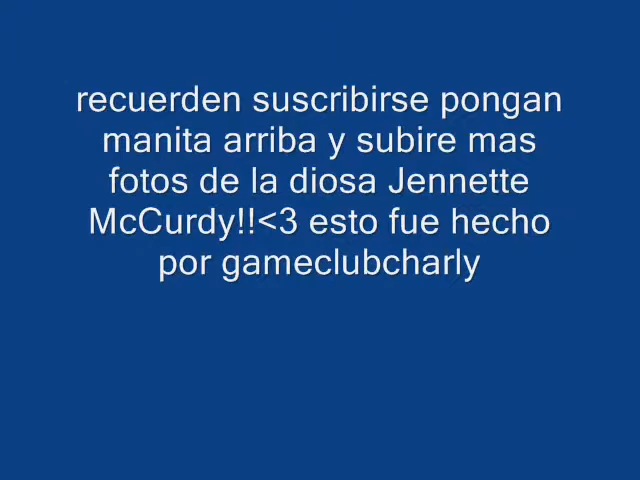 recuerden suscribirse pongan
manita arriba y subire mas
fotos de la diosa Jennette
McCurdy!!<3 esto fue hecho
por gameclubcharly